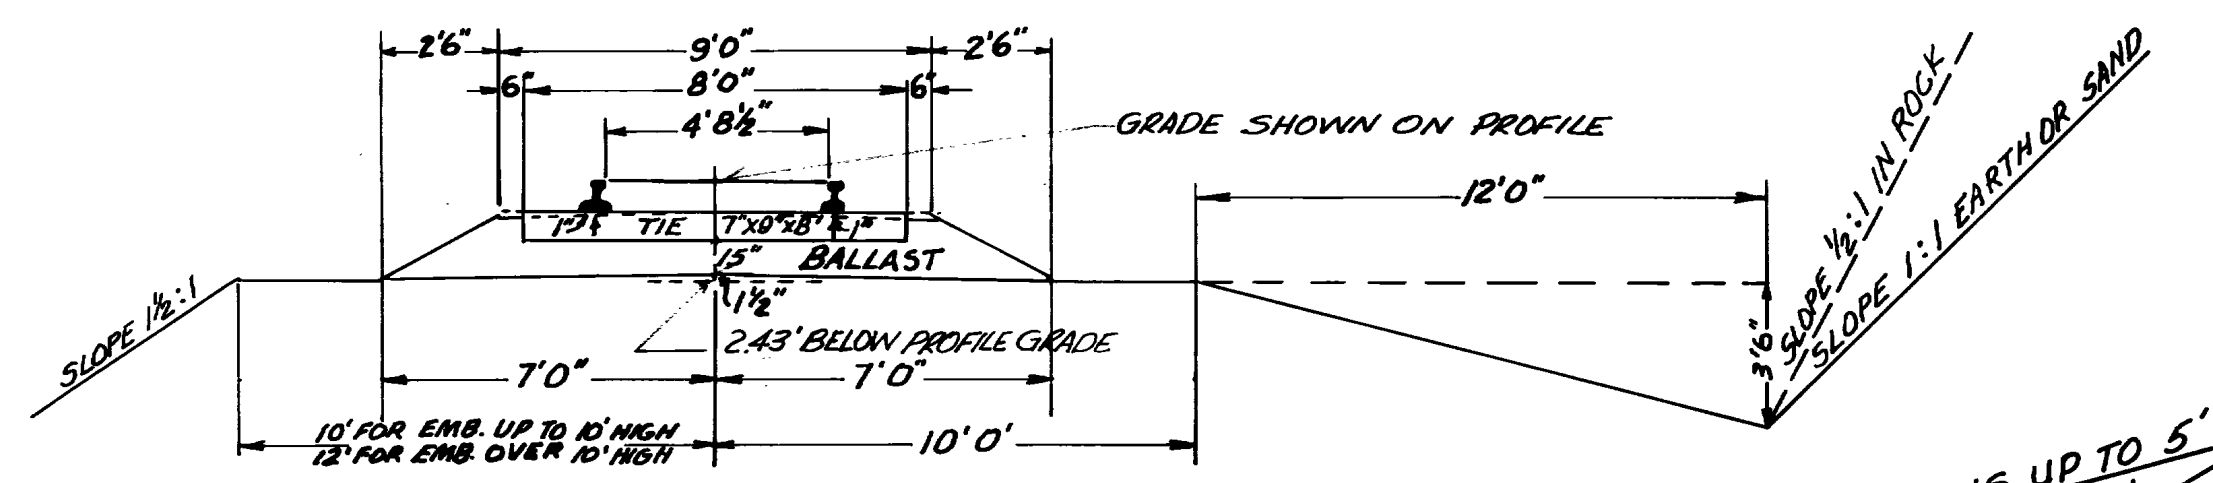 2'6" 9'0" 2'6"
6" 8'0" 6"
4'8½"
GRADE SHOWN ON PROFILE
12'0"
1" TIE 7"x9"x8' 1"
15" BALLAST
1½"
2.43' BELOW PROFILE GRADE
SLOPE 1½:1
7'0" 7'0"
10' FOR EMB. UP TO 10' HIGH
12' FOR EMB. OVER 10' HIGH
10'0'
3'6"
SLOPE ½:1 IN ROCK
SLOPE 1:1 EARTH OR SAND
UP TO 5'